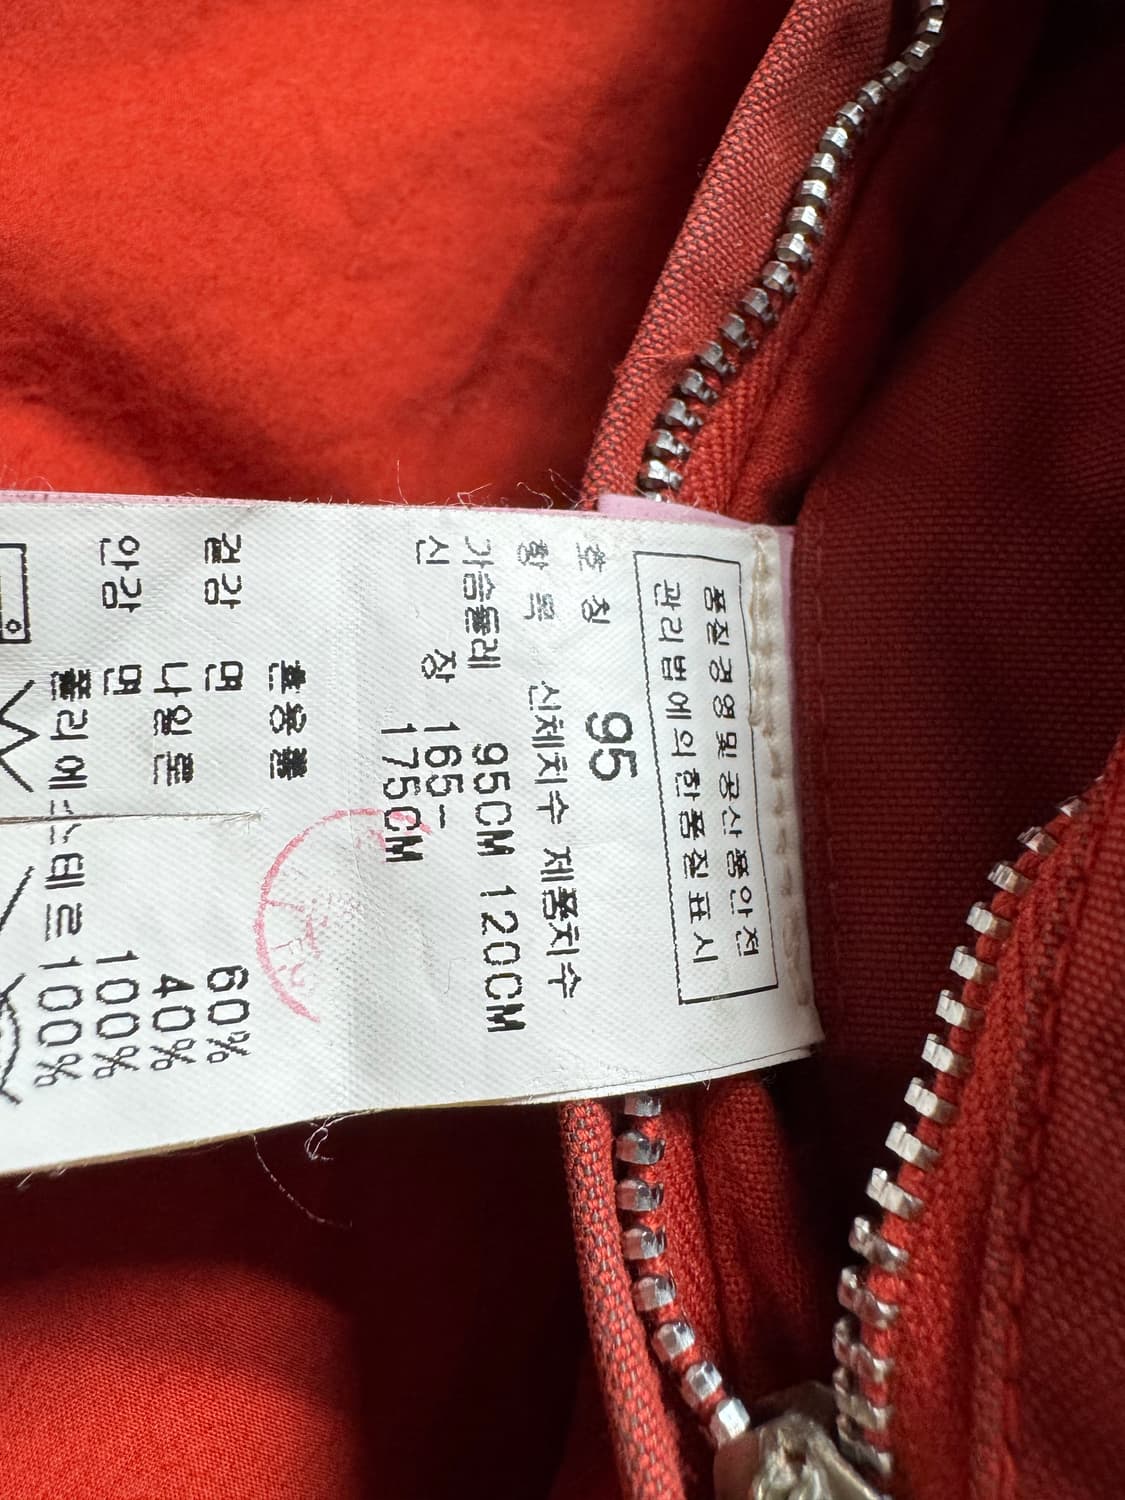 품질경영및 공산품안전
관리법에의한품질표시
호칭 95
항목 신체치수 제품치수
가슴둘레 95CM 120CM
신 장 165-
175CM
혼용률
겉감 면 60%
나일론 40%
안감 면 100%
폴리에스테르 100%